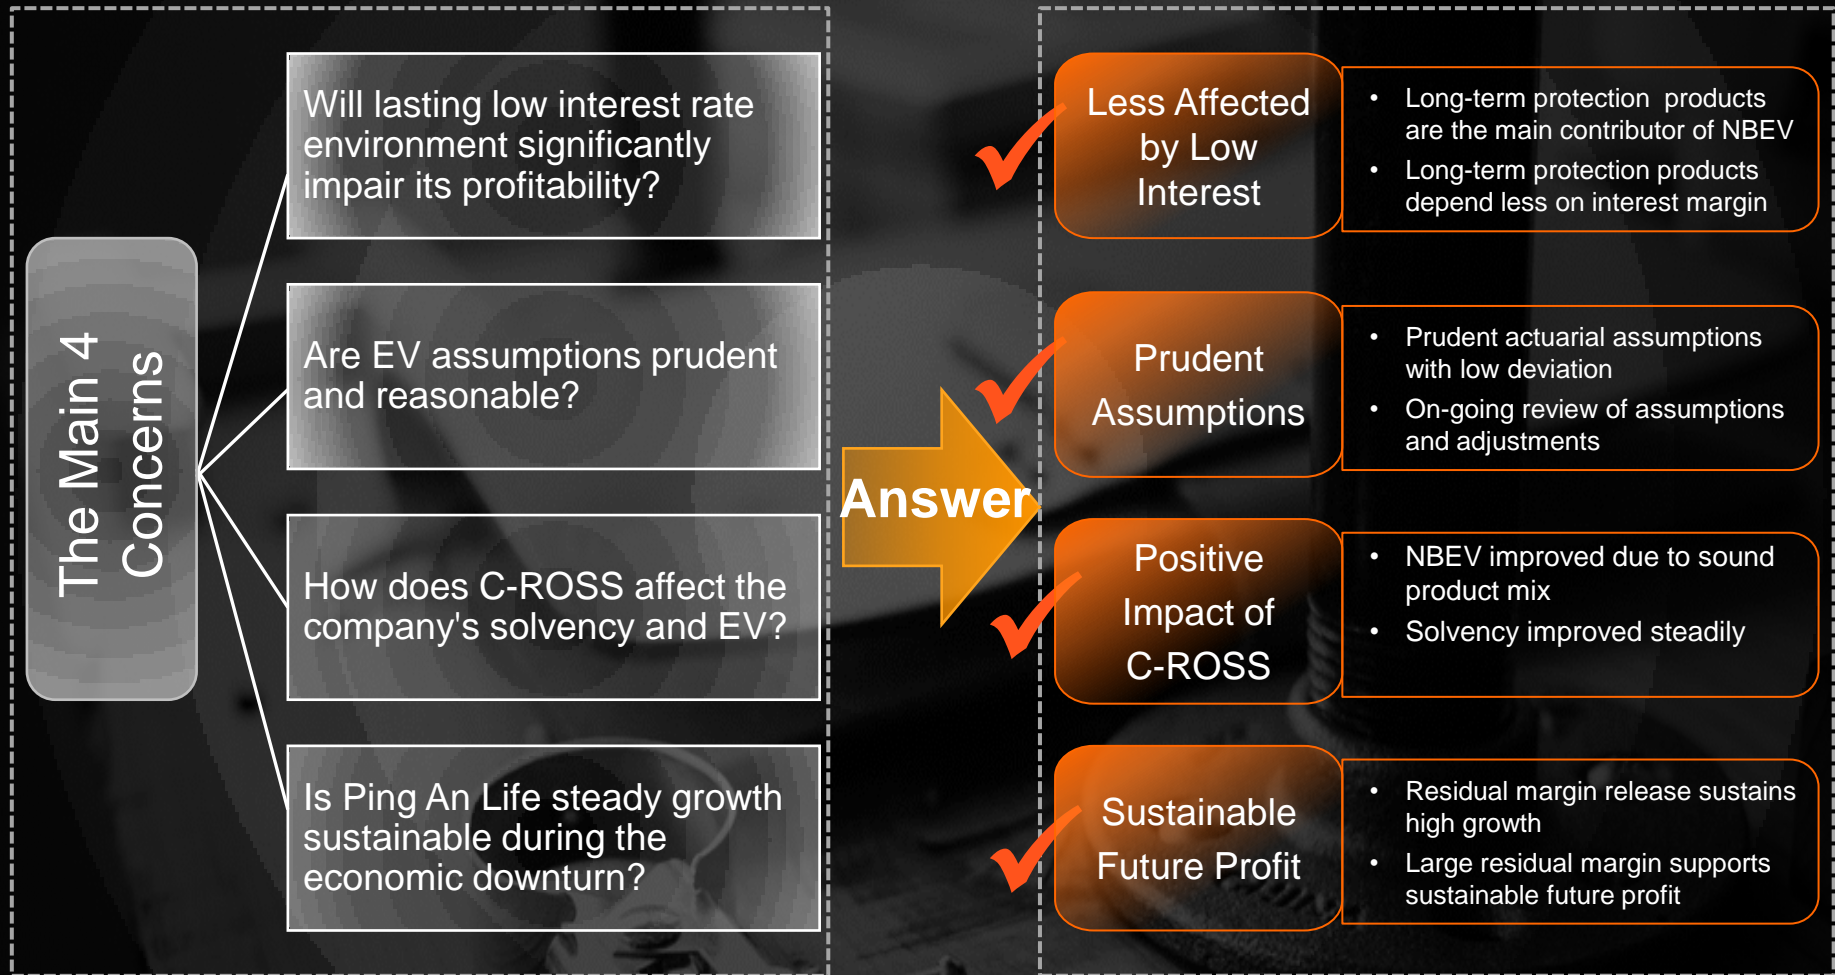 The Main 4
Concerns
Will lasting low interest rate
environment significantly
impair its profitability?
Are EV assumptions prudent
and reasonable?
How does C-ROSS affect the
company's solvency and EV?
Is Ping An Life steady growth
sustainable during the
economic downturn?
Answer
Less Affected
by Low
Interest
• Long-term protection products
are the main contributor of NBEV
• Long-term protection products
depend less on interest margin
Prudent
Assumptions
• Prudent actuarial assumptions
with low deviation
• On-going review of assumptions
and adjustments
Positive
Impact of
C-ROSS
• NBEV improved due to sound
product mix
• Solvency improved steadily
Sustainable
Future Profit
• Residual margin release sustains
high growth
• Large residual margin supports
sustainable future profit